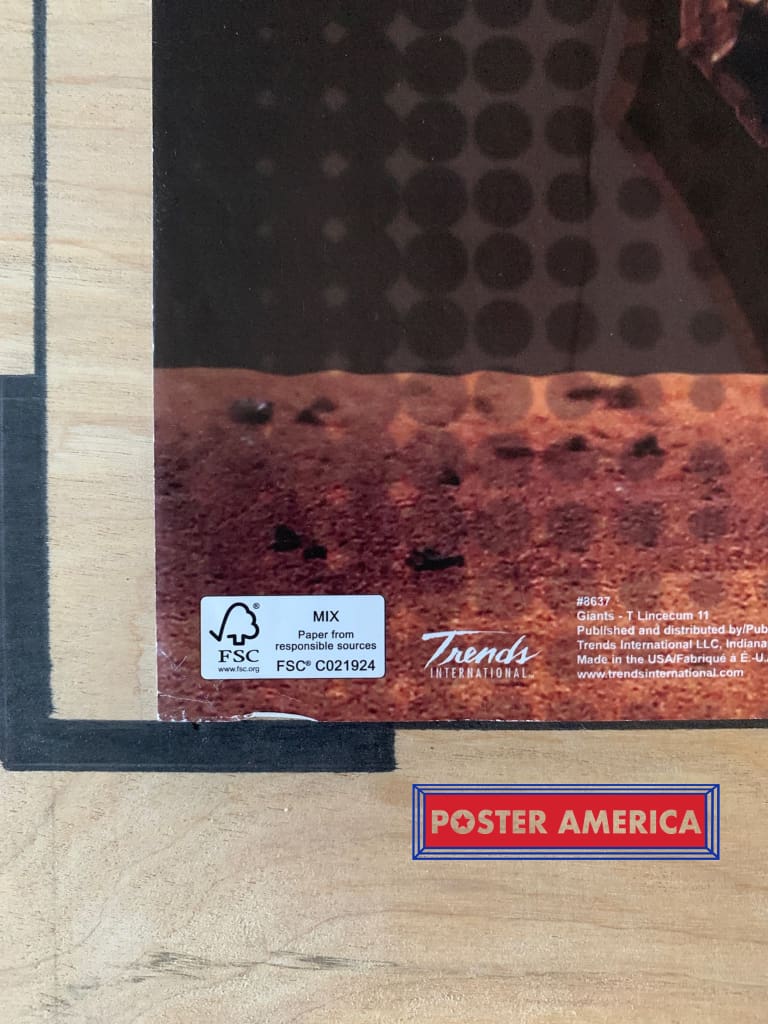 MIX
Paper from
responsible sources
FSC® C021924
FSC
www.fsc.org
®
Trends
INTERNATIONAL™
#8637
Giants - T Lincecum 11
Published and distributed by/Pub
Trends International LLC, Indiana
Made in the USA/Fabriqué à É.-U.
www.trendsinternational.com
POSTER AMERICA